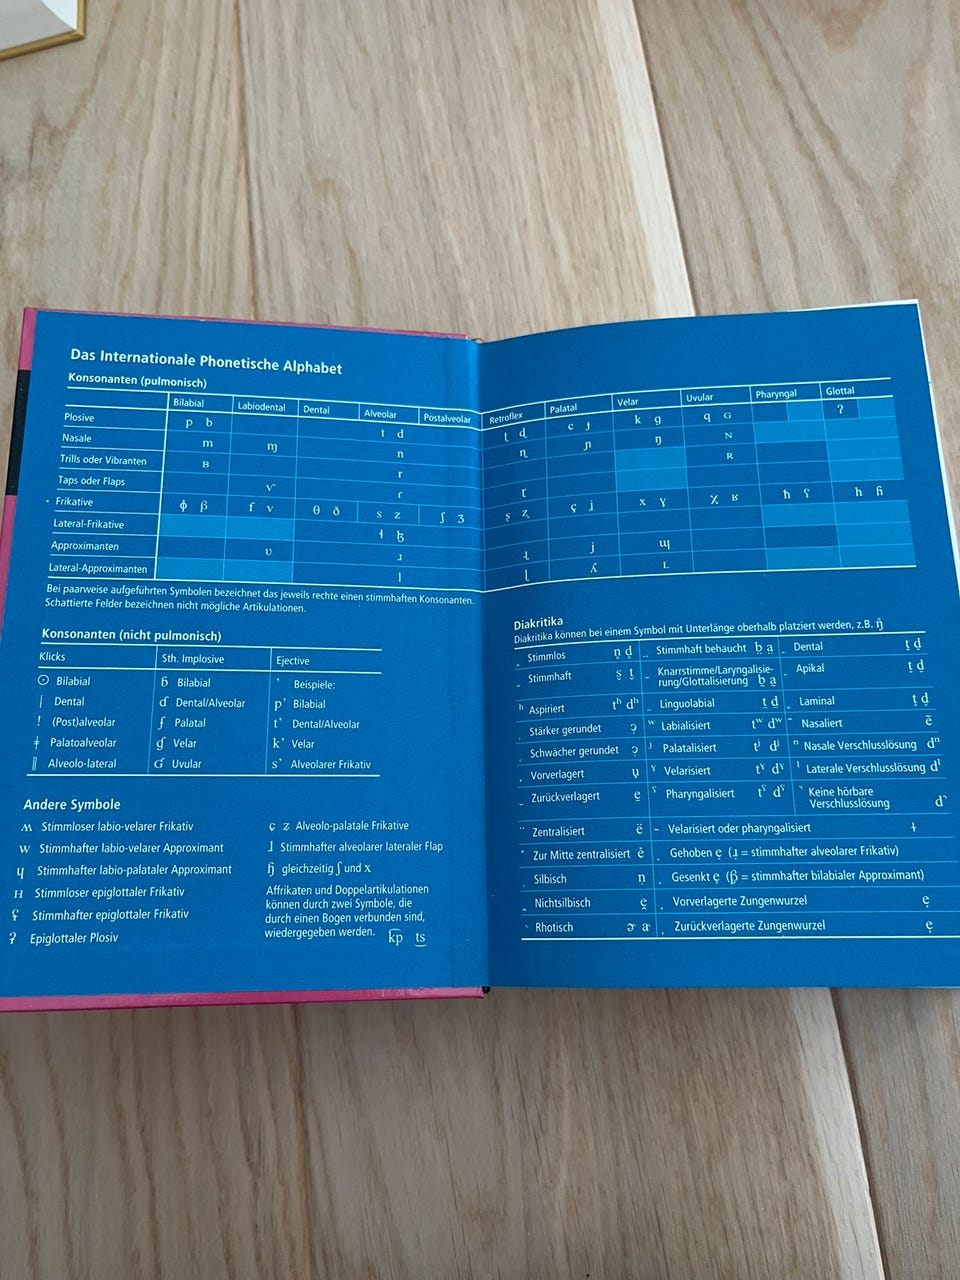 Das Internationale Phonetische Alphabet
Konsonanten (pulmonisch)
Bilabial Labiodental Dental Alveolar Postalveolar Retroflex Palatal Velar Uvular Pharyngal Glottal
Plosive p b t d ʈ ɖ c ɟ k g q ɢ ʔ
Nasale m ɱ n ɳ ɲ ŋ ɴ
Trills oder Vibranten ʙ r ʀ
Taps oder Flaps ⱱ ɾ ɽ
Frikative ɸ β f v θ ð s z ʃ ʒ ʂ ʐ ç ʝ x ɣ χ ʁ ħ ʕ h ɦ
Lateral-Frikative ɬ ɮ
Approximanten ʋ ɹ ɻ j ɰ
Lateral-Approximanten l ɭ ʎ ʟ
Bei paarweise aufgeführten Symbolen bezeichnet das jeweils rechte einen stimmhaften Konsonanten.
Schattierte Felder bezeichnen nicht mögliche Artikulationen.
Konsonanten (nicht pulmonisch)
Klicks Sth. Implosive Ejective
ʘ Bilabial ɓ Bilabial ʼ Beispiele:
ǀ Dental ɗ Dental/Alveolar pʼ Bilabial
ǃ (Post)alveolar ʄ Palatal tʼ Dental/Alveolar
ǂ Palatoalveolar ɠ Velar kʼ Velar
ǁ Alveolo-lateral ʛ Uvular sʼ Alveolarer Frikativ
Andere Symbole
ʍ Stimmloser labio-velarer Frikativ
w Stimmhafter labio-velarer Approximant
ɥ Stimmhafter labio-palataler Approximant
ʜ Stimmloser epiglottaler Frikativ
ʢ Stimmhafter epiglottaler Frikativ
ʡ Epiglottaler Plosiv
ɕ ʑ Alveolo-palatale Frikative
ɺ Stimmhafter alveolarer lateraler Flap
ɧ gleichzeitig ʃ und x
Affrikaten und Doppelartikulationen
können durch zwei Symbole, die
durch einen Bogen verbunden sind,
wiedergegeben werden. k͡p t͜s
Diakritika
Diakritika können bei einem Symbol mit Unterlänge oberhalb platziert werden, z.B. ŋ̊
Stimmlos n̥ d̥ Stimmhaft behaucht b̤ a̤ Dental t̪ d̪
Stimmhaft s̬ t̬ Knarrstimme/Laryngalisie-
rung/Glottalisierung b̰ a̰ Apikal t̺ d̺
ʰ Aspiriert tʰ dʰ Linguolabial t̼ d̼ Laminal t̻ d̻
Stärker gerundet ɔ̹ ʷ Labialisiert tʷ dʷ Nasaliert ẽ
Schwächer gerundet ɔ̜ ʲ Palatalisiert tʲ dʲ ⁿ Nasale Verschlusslösung dⁿ
Vorverlagert u̟ ˠ Velarisiert tˠ dˠ ˡ Laterale Verschlusslösung dˡ
Zurückverlagert e̠ ˤ Pharyngalisiert tˤ dˤ ̚ Keine hörbare
Verschlusslösung d̚
Zentralisiert ë Velarisiert oder pharyngalisiert ɫ
Zur Mitte zentralisiert e̽ Gehoben e̝ (ɹ̝ = stimmhafter alveolarer Frikativ)
Silbisch n̩ Gesenkt e̞ (β̞ = stimmhafter bilabialer Approximant)
Nichtsilbisch e̯ Vorverlagerte Zungenwurzel e̘
Rhotisch ɚ a˞ Zurückverlagerte Zungenwurzel e̙